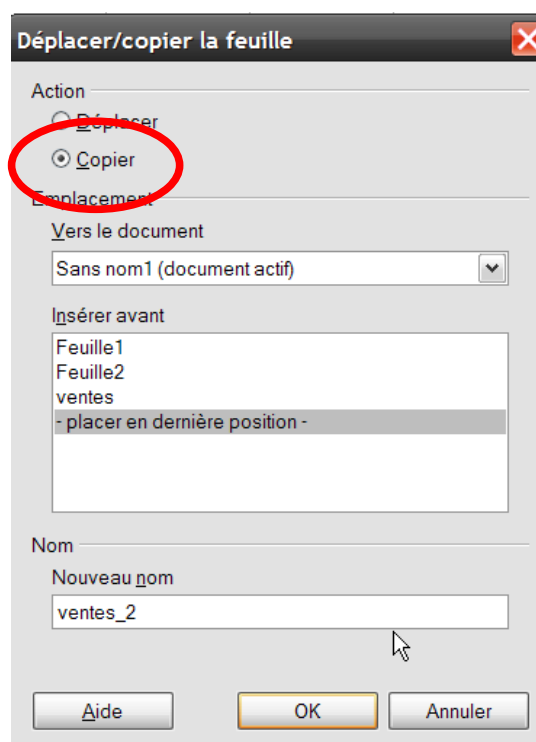 Déplacer/copier la feuille
Action
Déplacer
Copier
Emplacement
Vers le document
Sans nom1 (document actif)
Insérer avant
Feuille1
Feuille2
ventes
- placer en dernière position -
Nom
Nouveau nom
ventes_2
Aide OK Annuler